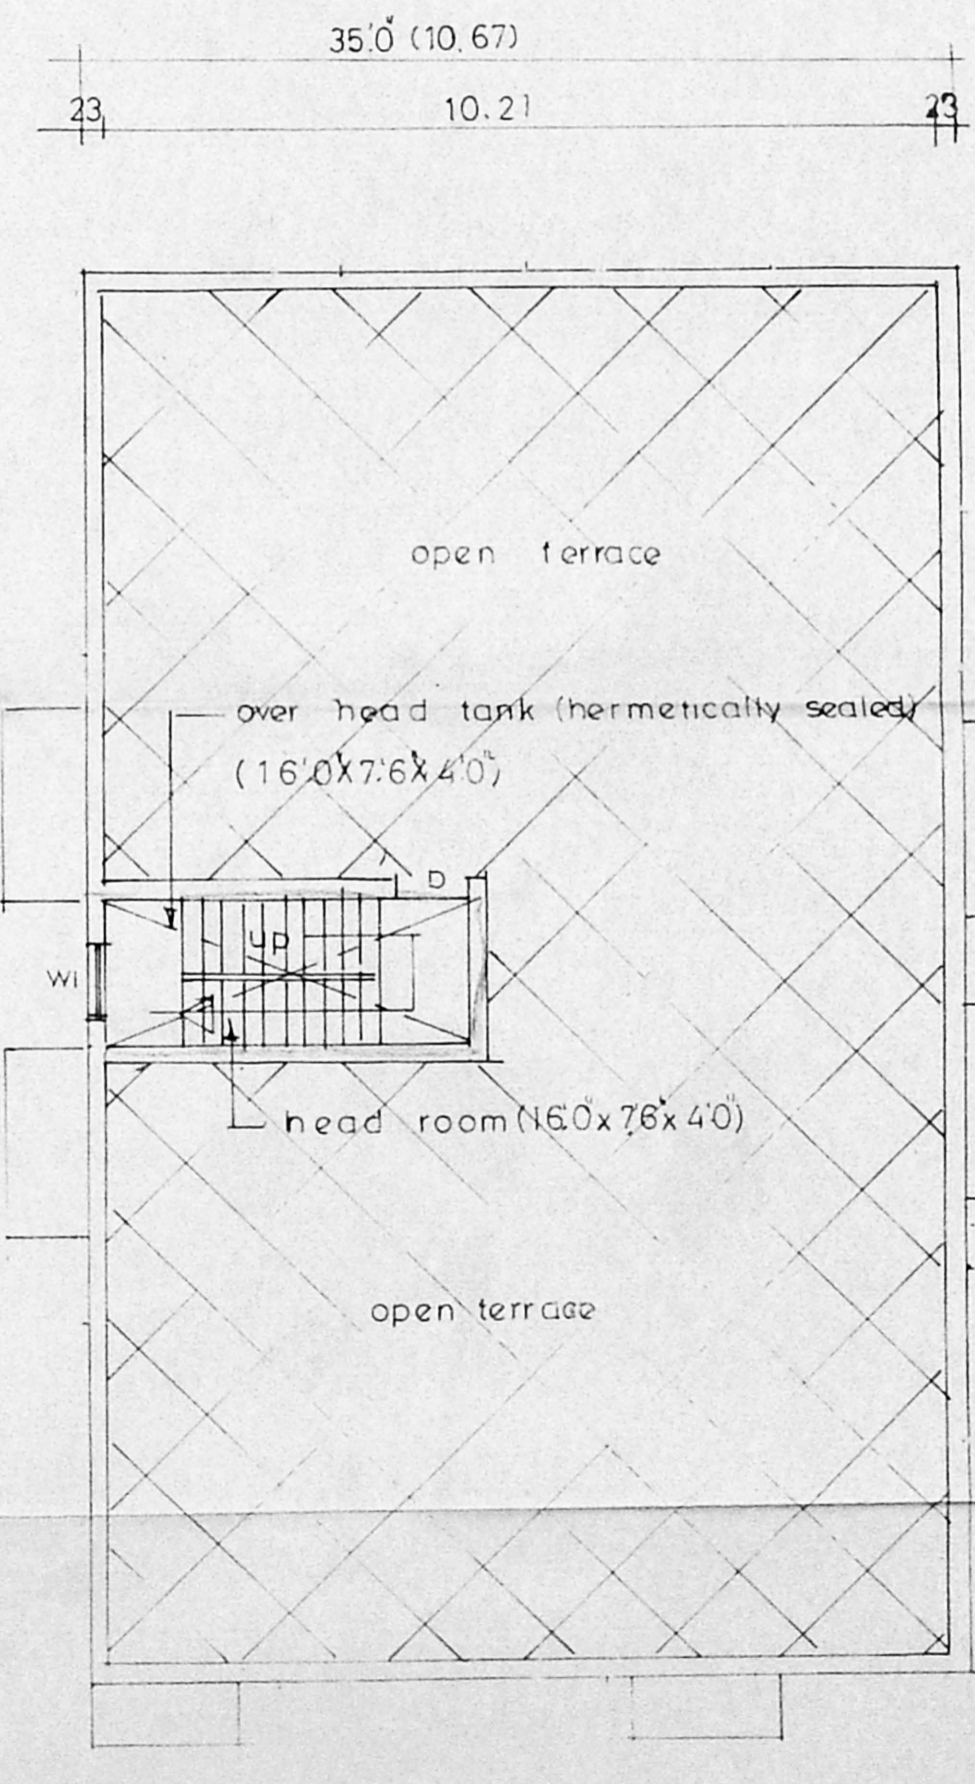 35'.0" (10.67)
23 10.21 23
open terrace
over head tank (hermetically sealed)
(16'.0"X7'.6"X4'.0")
D
up
W1
head room (16'.0"x7'.6"x4'.0")
open terrace